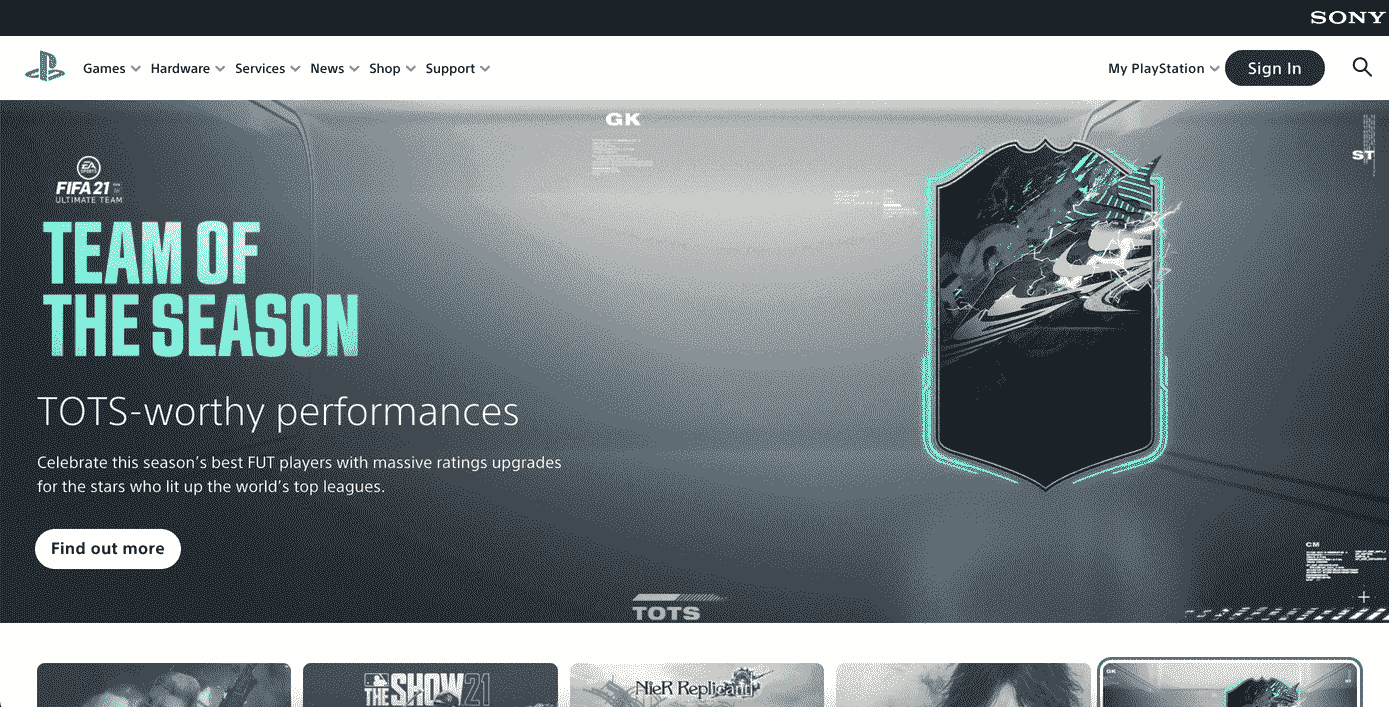 SONY
Games
Hardware
Services
News
Shop
Support
My PlayStation
Sign In
GK
ST
EA
SPORTS
FIFA 21
ULTIMATE TEAM
TEAM OF
THE SEASON
TOTS-worthy performances
Celebrate this season’s best FUT players with massive ratings upgrades
for the stars who lit up the world’s top leagues.
Find out more
CM
TOTS
THE SHOW 21
NieR Replicant
GK